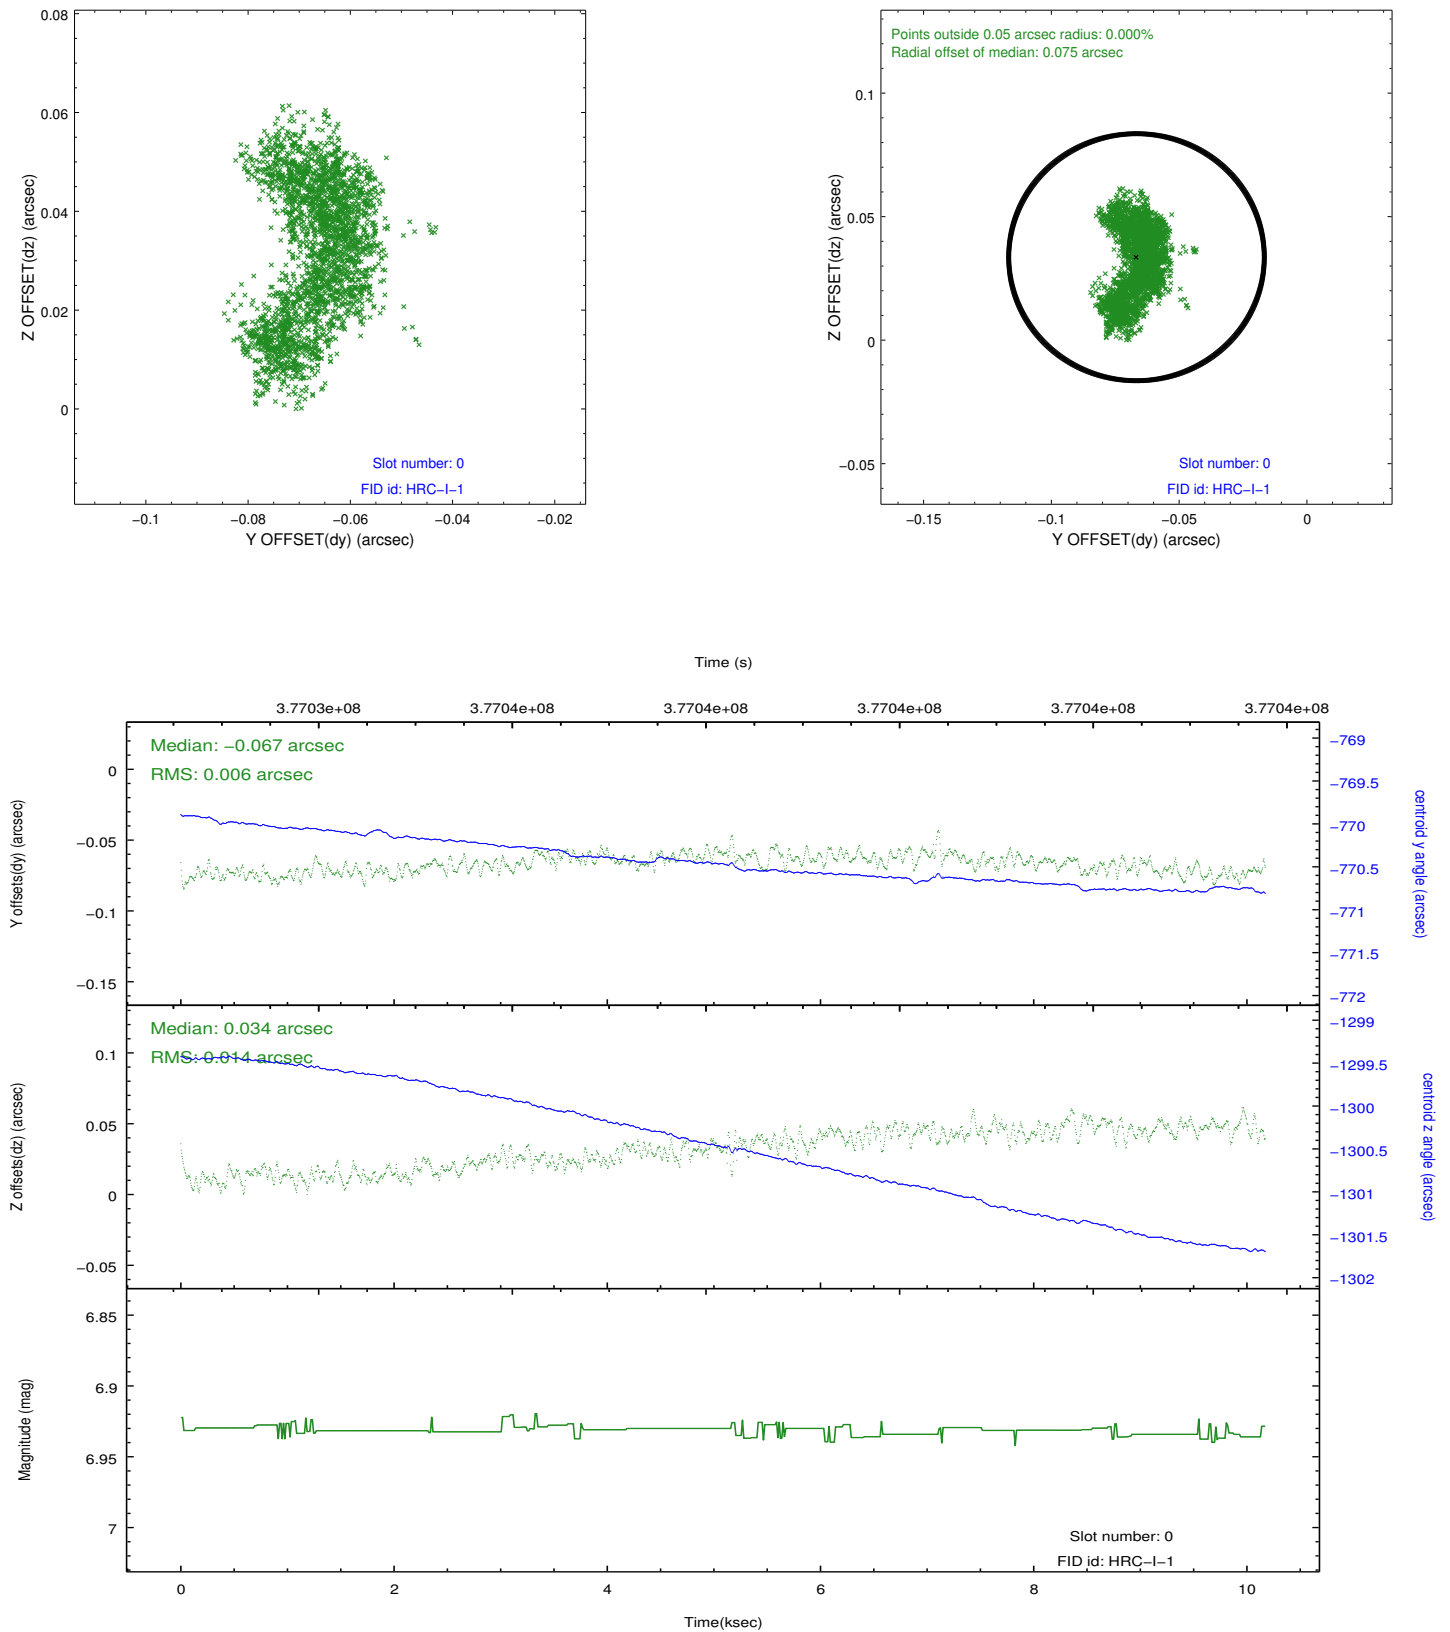 0.08
0.06
0.04
0.02
0
Z OFFSET(dz) (arcsec)
Slot number: 0
FID id: HRC−I−1
−0.1
−0.08
−0.06
−0.04
−0.02
Y OFFSET(dy) (arcsec)
Points outside 0.05 arcsec radius: 0.000%
Radial offset of median: 0.075 arcsec
0.1
0.05
0
−0.05
Z OFFSET(dz) (arcsec)
Slot number: 0
FID id: HRC−I−1
−0.15
−0.1
−0.05
0
Y OFFSET(dy) (arcsec)
Time (s)
3.7703e+08
3.7704e+08
3.7704e+08
3.7704e+08
3.7704e+08
3.7704e+08
Median: −0.067 arcsec
RMS: 0.006 arcsec
0
−0.05
−0.1
−0.15
Y offsets(dy) (arcsec)
−769
−769.5
−770
−770.5
−771
−771.5
−772
centroid y angle (arcsec)
Median: 0.034 arcsec
RMS: 0.014 arcsec
0.1
0.05
0
−0.05
Z offsets(dz) (arcsec)
−1299
−1299.5
−1300
−1300.5
−1301
−1301.5
−1302
centroid z angle (arcsec)
6.85
6.9
6.95
7
Magnitude (mag)
Slot number: 0
FID id: HRC−I−1
0
2
4
6
8
10
Time(ksec)